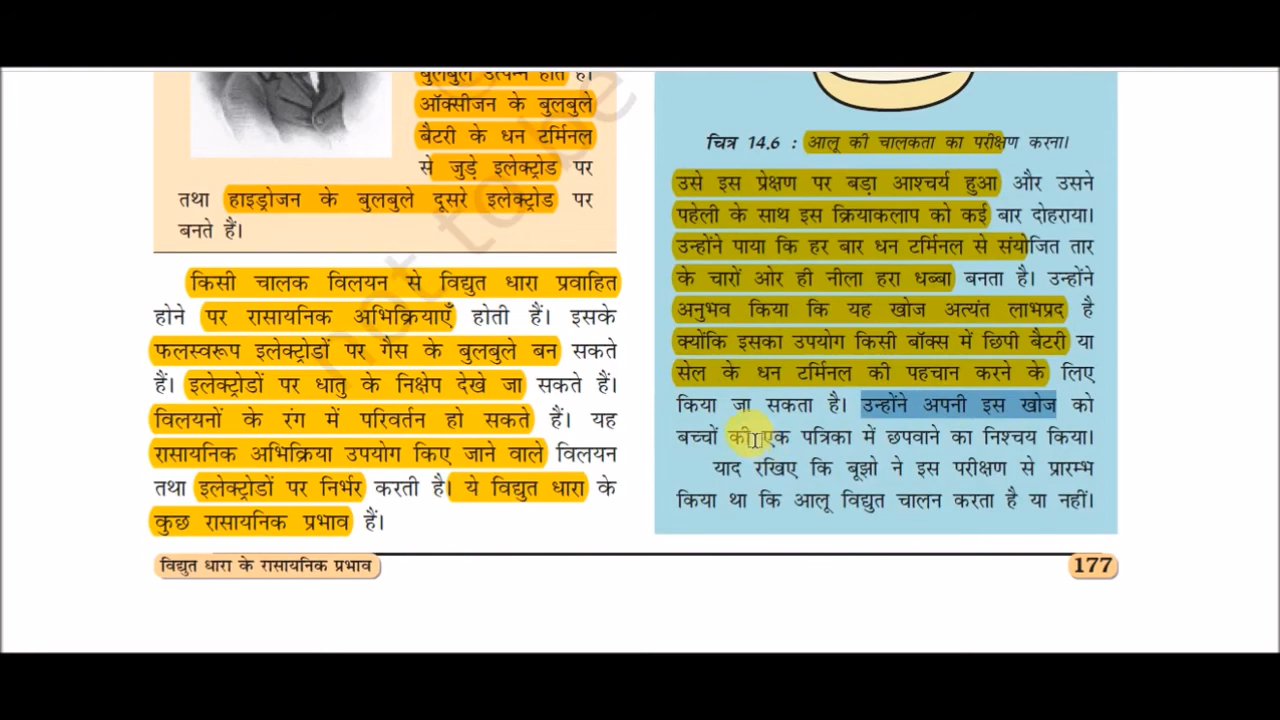 बुलबुले उत्पन्न होते हैं।
ऑक्सीजन के बुलबुले
बैटरी के धन टर्मिनल
से जुड़े इलेक्ट्रोड पर
तथा हाइड्रोजन के बुलबुले दूसरे इलेक्ट्रोड पर
बनते हैं।
किसी चालक विलयन से विद्युत धारा प्रवाहित
होने पर रासायनिक अभिक्रियाएँ होती हैं। इसके
फलस्वरूप इलेक्ट्रोडों पर गैस के बुलबुले बन सकते
हैं। इलेक्ट्रोडों पर धातु के निक्षेप देखे जा सकते हैं।
विलयनों के रंग में परिवर्तन हो सकते हैं। यह
रासायनिक अभिक्रिया उपयोग किए जाने वाले विलयन
तथा इलेक्ट्रोडों पर निर्भर करती है। ये विद्युत धारा के
कुछ रासायनिक प्रभाव हैं।
चित्र 14.6 : आलू की चालकता का परीक्षण करना।
उसे इस प्रेक्षण पर बड़ा आश्चर्य हुआ और उसने
पहेली के साथ इस क्रियाकलाप को कई बार दोहराया।
उन्होंने पाया कि हर बार धन टर्मिनल से संयोजित तार
के चारों ओर ही नीला हरा धब्बा बनता है। उन्होंने
अनुभव किया कि यह खोज अत्यंत लाभप्रद है
क्योंकि इसका उपयोग किसी बॉक्स में छिपी बैटरी या
सेल के धन टर्मिनल की पहचान करने के लिए
किया जा सकता है। उन्होंने अपनी इस खोज को
बच्चों की एक पत्रिका में छपवाने का निश्चय किया।
याद रखिए कि बूझो ने इस परीक्षण से प्रारम्भ
किया था कि आलू विद्युत चालन करता है या नहीं।
विद्युत धारा के रासायनिक प्रभाव
177
not to be